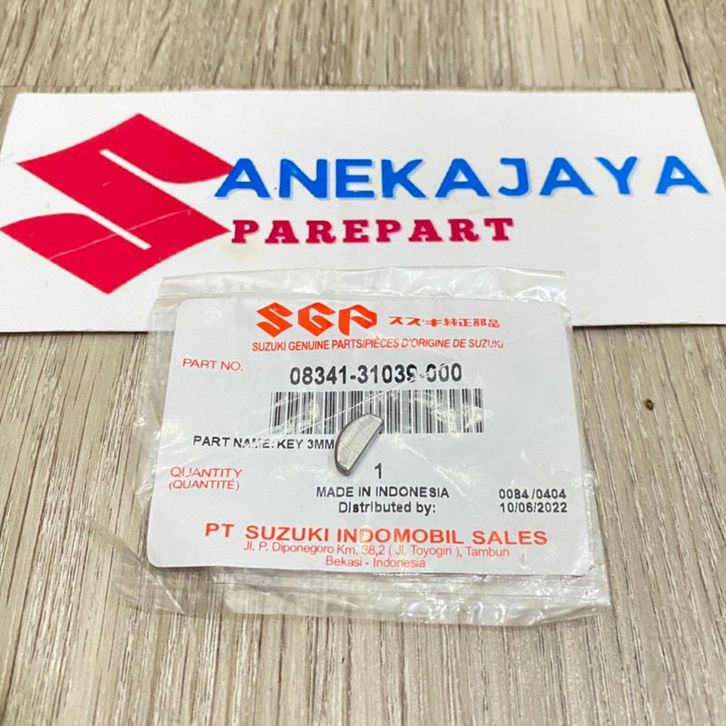 ANEKAJAYA
PAREPART
SGP スズキ純正部品
SUZUKI GENUINE PARTS/PIÈCES D'ORIGINE DE SUZUKI
PART NO. 08341-31039-000
PART NAME: KEY 3MM
QUANTITY 1
(QUANTITÉ)
MADE IN INDONESIA 0084/0404
Distributed by: 10/06/2022
PT SUZUKI INDOMOBIL SALES
Jl. P. Diponegoro Km. 38,2 ( Jl. Toyogiri ), Tambun
Bekasi - Indonesia